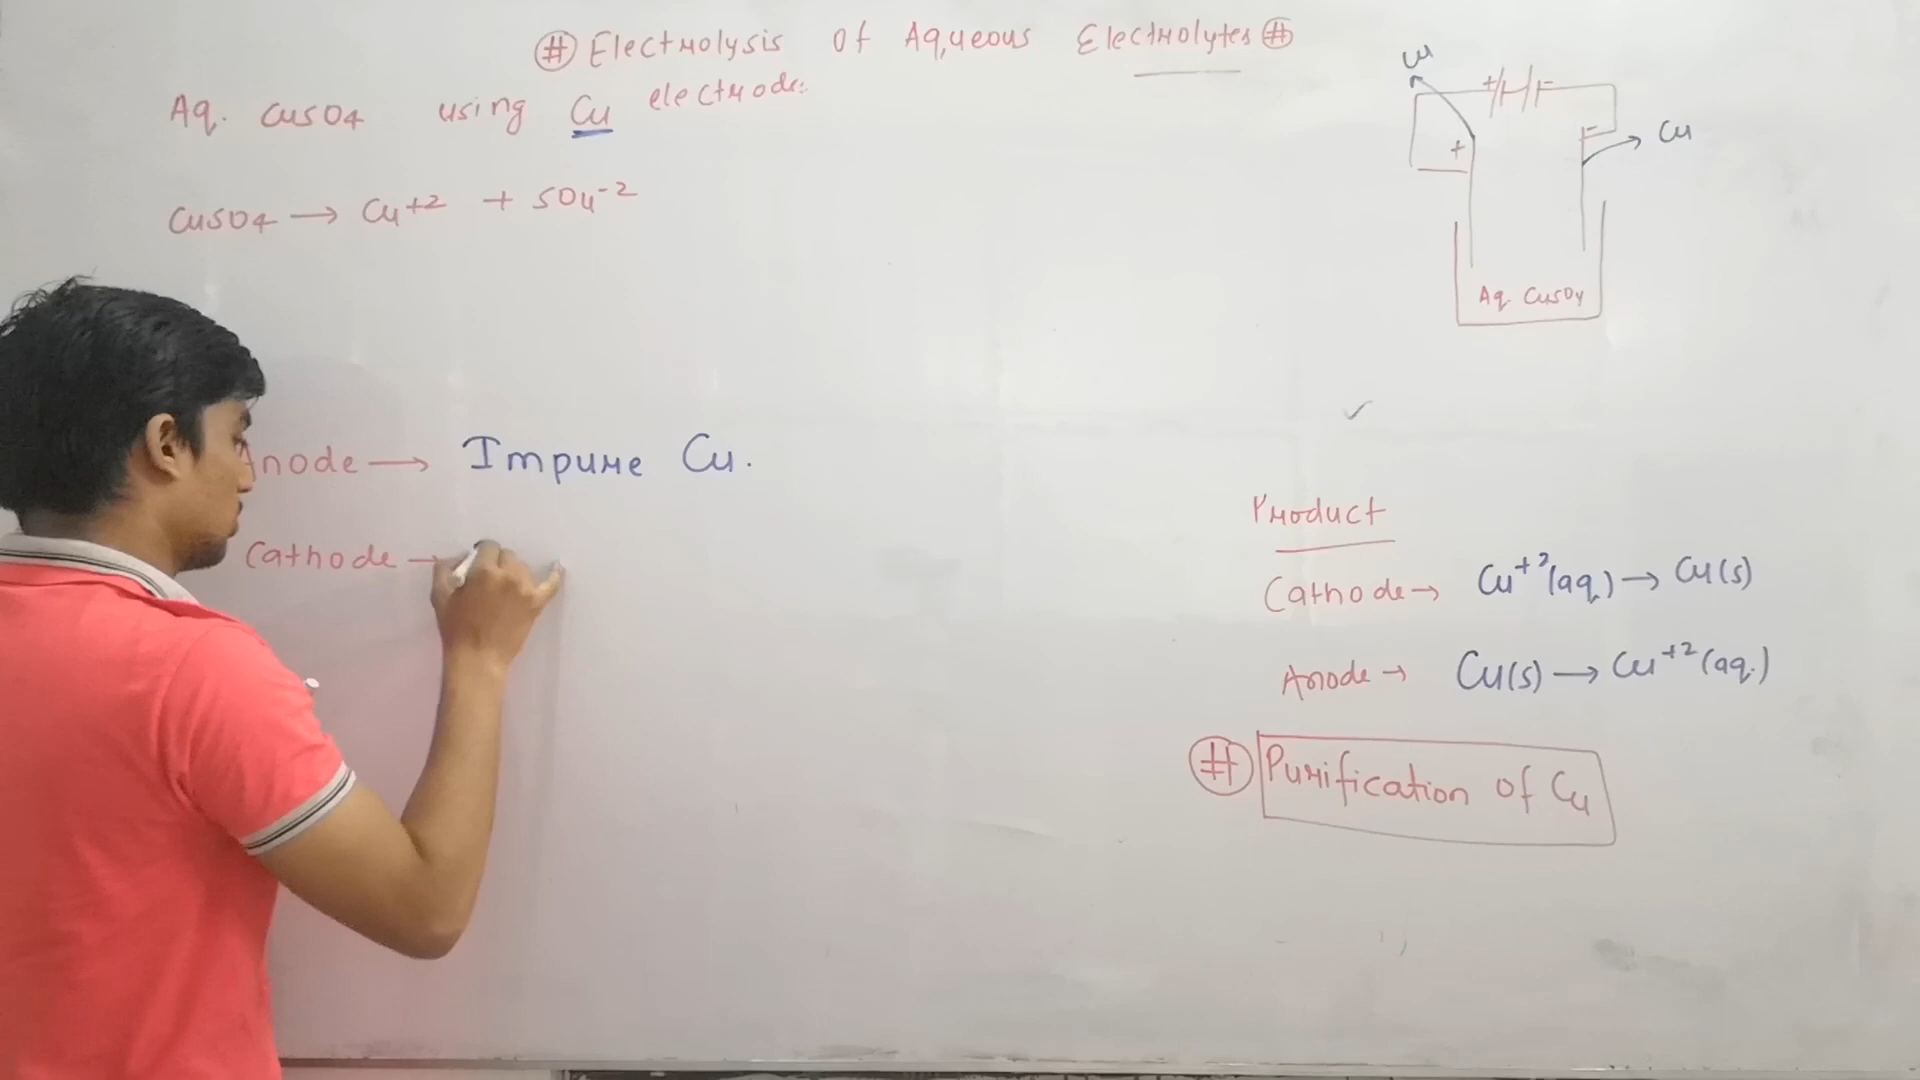 # Electrolysis of Aqueous Electrolytes #
Aq. CuSO4 using Cu electrode:
CuSO4 → Cu+2 + SO4-2
Cu
+ -
+ -
Cu
Aq. CuSO4
Anode → Impure Cu.
Cathode →
Product
Cathode → Cu+2(aq) → Cu(s)
Anode → Cu(s) → Cu+2(aq.)
# Purification of Cu